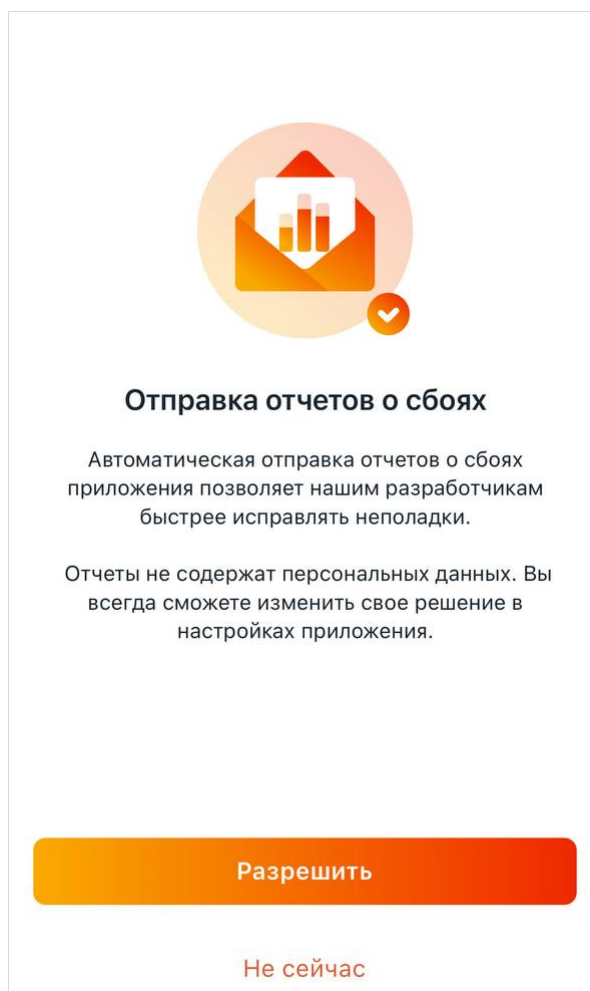 Отправка отчетов о сбоях
Автоматическая отправка отчетов о сбоях
приложения позволяет нашим разработчикам
быстрее исправлять неполадки.
Отчеты не содержат персональных данных. Вы
всегда сможете изменить свое решение в
настройках приложения.
Разрешить
Не сейчас